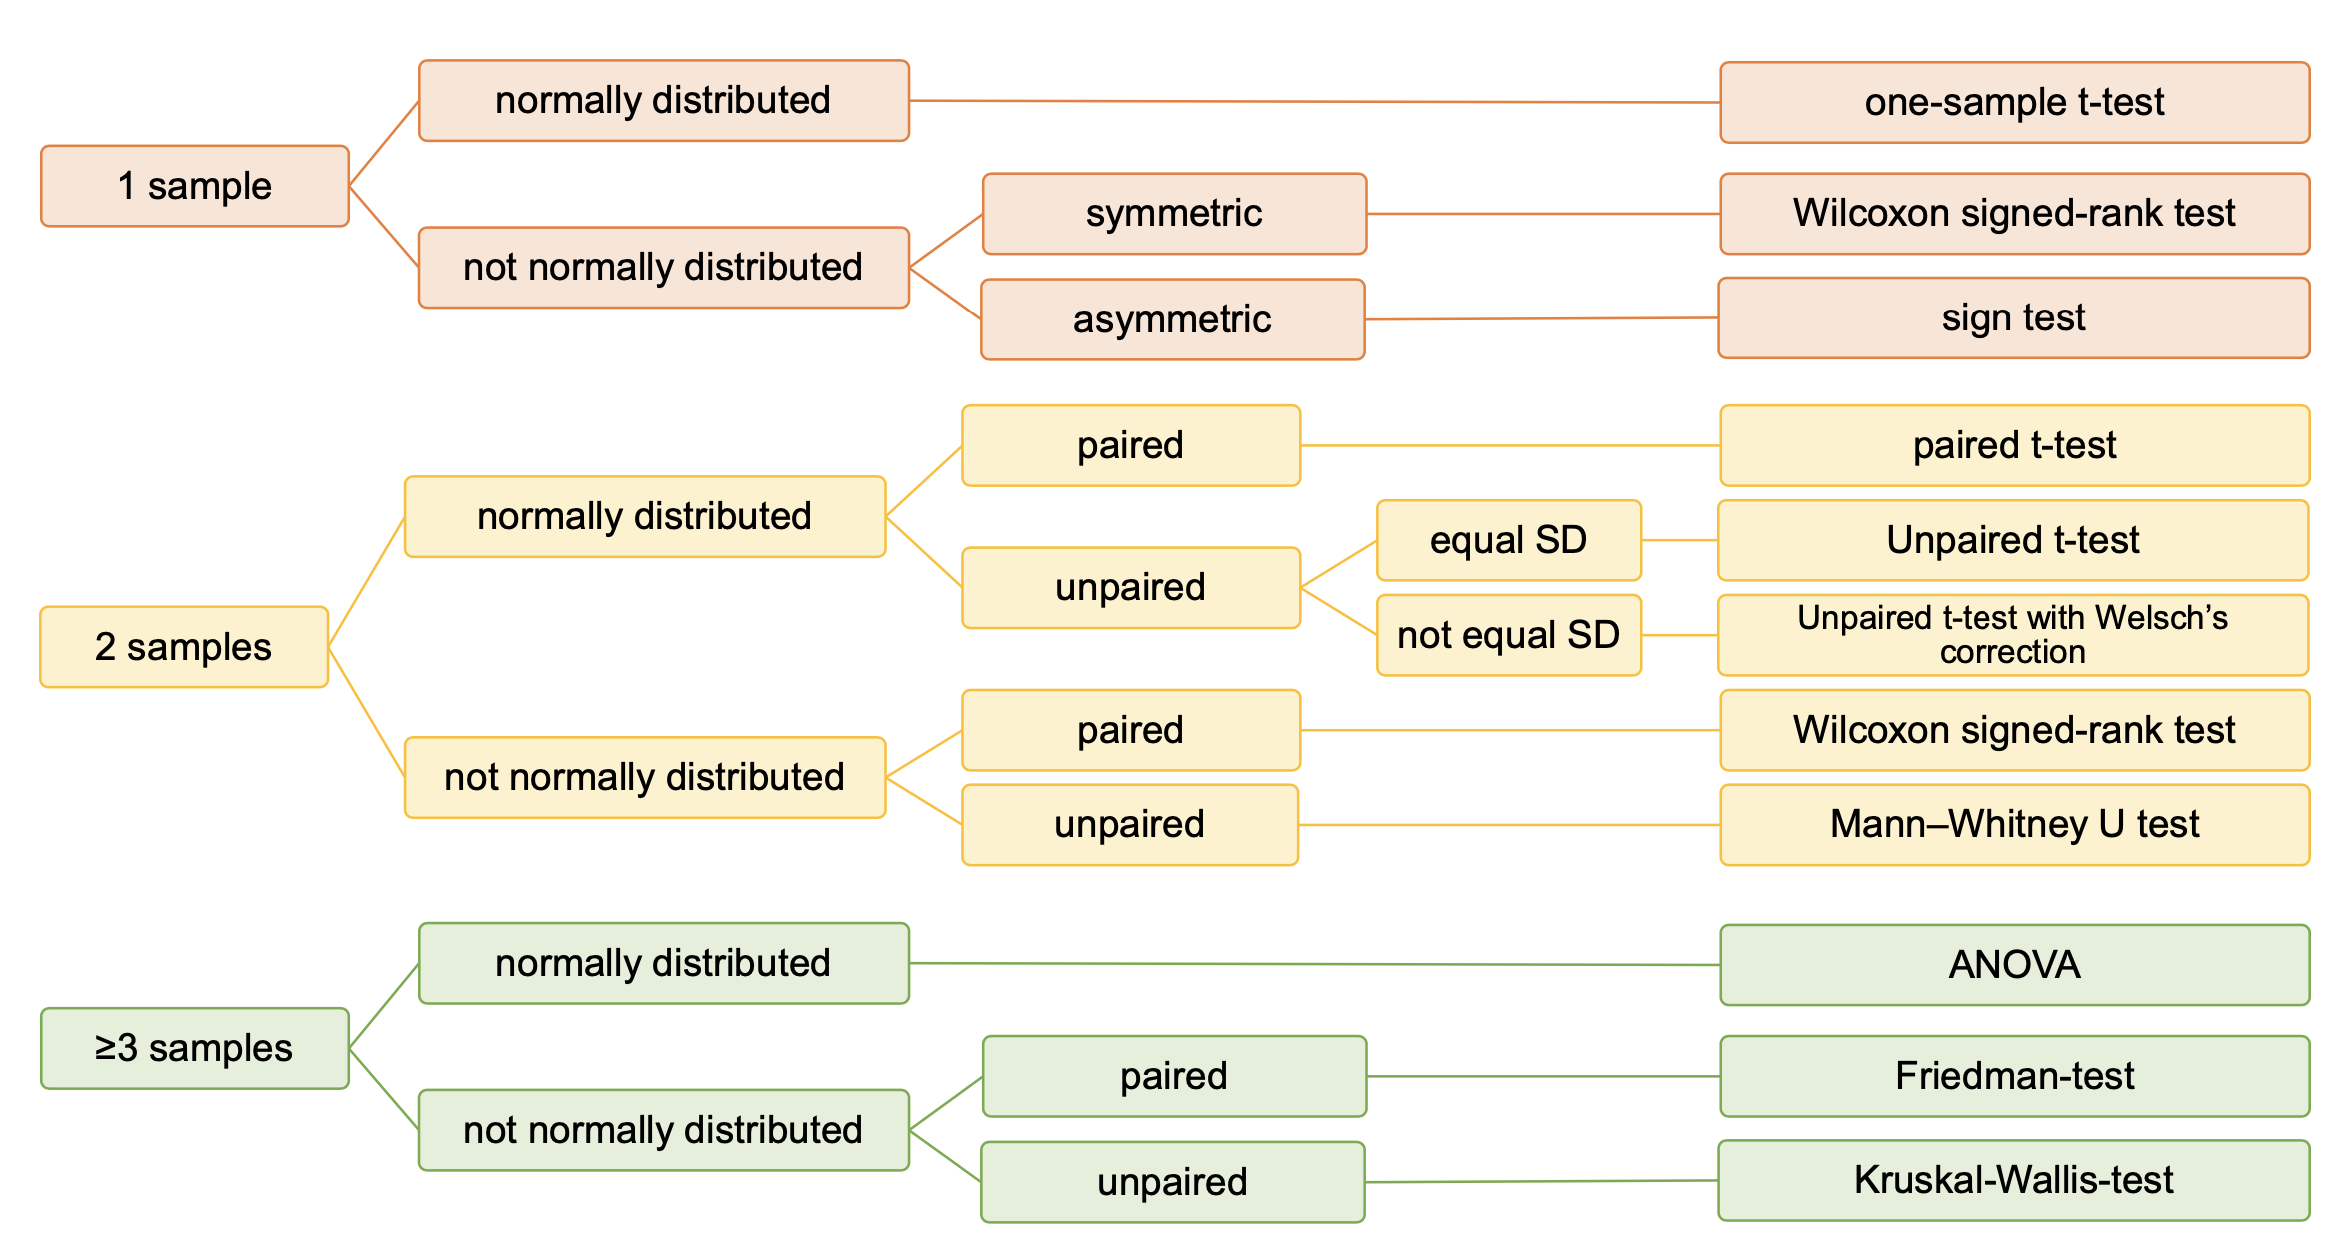 normally distributed
one-sample t-test
1 sample
symmetric
Wilcoxon signed-rank test
not normally distributed
asymmetric
sign test
paired
paired t-test
normally distributed
equal SD
Unpaired t-test
unpaired
not equal SD
Unpaired t-test with Welsch’s
correction
2 samples
paired
Wilcoxon signed-rank test
not normally distributed
unpaired
Mann–Whitney U test
normally distributed
ANOVA
≥3 samples
paired
Friedman-test
not normally distributed
unpaired
Kruskal-Wallis-test